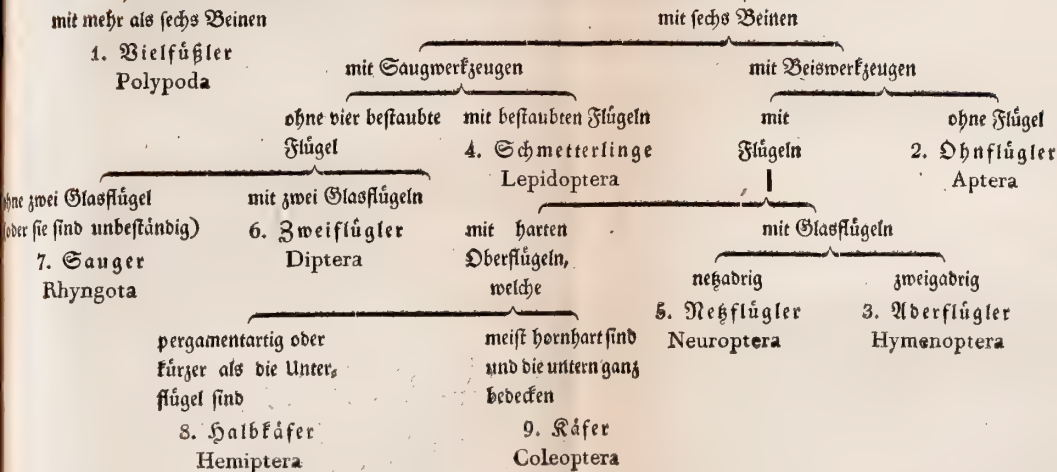 mit mehr als sechs Beinen
1. Vielfüßler
Polypoda
mit sechs Beinen
mit Saugwerkzeugen
mit Beiswerkzeugen
ohne vier bestaubte
Flügel
mit bestaubten Flügeln
4. Schmetterlinge
Lepidoptera
mit
Flügeln
ohne Flügel
2. Ohnflügler
Aptera
zwei Glasflügel
(oder sie sind unbeständig)
7. Sauger
Rhyngota
mit zwei Glasflügeln
6. Zweiflügler
Diptera
mit harten
Oberflügeln,
welche
mit Glasflügeln
netzadrig
5. Netzflügler
Neuroptera
zweigadrig
3. Aderflügler
Hymenoptera
pergamentartig oder
kürzer als die Unter-
flügel sind
8. Halbkäfer
Hemiptera
meist hornhart sind
und die untern ganz
bedecken
9. Käfer
Coleoptera